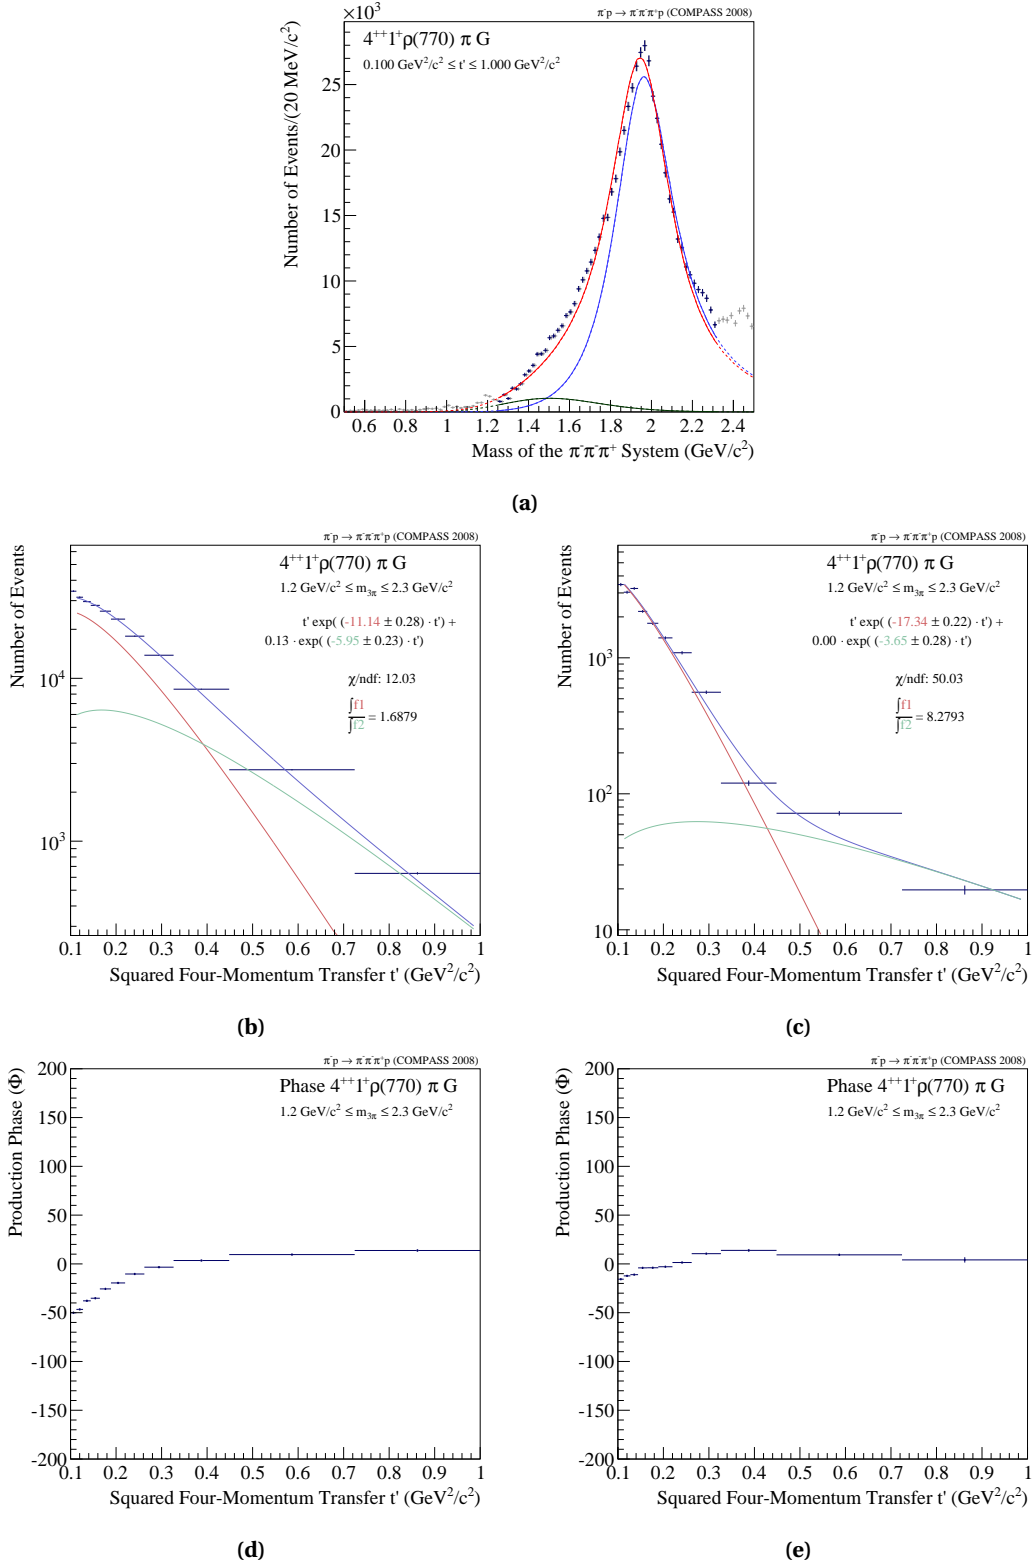 π⁻p → π⁻π⁻π⁺p (COMPASS 2008)
×10³
4⁺⁺1⁺ρ(770) π G
0.100 GeV²/c² ≤ t' ≤ 1.000 GeV²/c²
Number of Events/(20 MeV/c²)
25
20
15
10
5
0
0.6 0.8 1 1.2 1.4 1.6 1.8 2 2.2 2.4
Mass of the π⁻π⁻π⁺ System (GeV/c²)
(a)
π⁻p → π⁻π⁻π⁺p (COMPASS 2008)
4⁺⁺1⁺ρ(770) π G
1.2 GeV/c² ≤ m₃π ≤ 2.3 GeV/c²
t' exp( (-11.14 ± 0.28) · t') +
0.13 · exp( (-5.95 ± 0.23) · t')
χ/ndf: 12.03
∫f1
∫f2 = 1.6879
Number of Events
10⁴
10³
0.1 0.2 0.3 0.4 0.5 0.6 0.7 0.8 0.9 1
Squared Four-Momentum Transfer t' (GeV²/c²)
(b)
π⁻p → π⁻π⁻π⁺p (COMPASS 2008)
4⁺⁺1⁺ρ(770) π G
1.2 GeV/c² ≤ m₃π ≤ 2.3 GeV/c²
t' exp( (-17.34 ± 0.22) · t') +
0.00 · exp( (-3.65 ± 0.28) · t')
χ/ndf: 50.03
∫f1
∫f2 = 8.2793
Number of Events
10³
10²
10
0.1 0.2 0.3 0.4 0.5 0.6 0.7 0.8 0.9 1
Squared Four-Momentum Transfer t' (GeV²/c²)
(c)
π⁻p → π⁻π⁻π⁺p (COMPASS 2008)
Phase 4⁺⁺1⁺ρ(770) π G
1.2 GeV/c² ≤ m₃π ≤ 2.3 GeV/c²
Production Phase (Φ)
200
150
100
50
0
-50
-100
-150
-200
0.1 0.2 0.3 0.4 0.5 0.6 0.7 0.8 0.9 1
Squared Four-Momentum Transfer t' (GeV²/c²)
(d)
π⁻p → π⁻π⁻π⁺p (COMPASS 2008)
Phase 4⁺⁺1⁺ρ(770) π G
1.2 GeV/c² ≤ m₃π ≤ 2.3 GeV/c²
Production Phase (Φ)
200
150
100
50
0
-50
-100
-150
-200
0.1 0.2 0.3 0.4 0.5 0.6 0.7 0.8 0.9 1
Squared Four-Momentum Transfer t' (GeV²/c²)
(e)